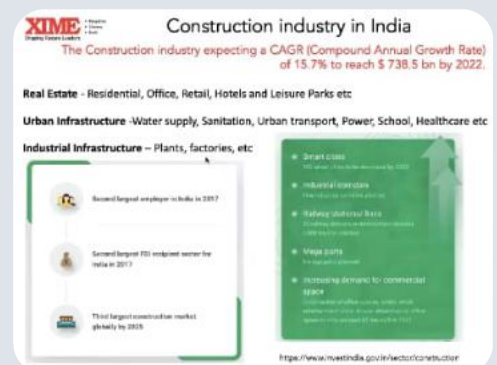 XIME
Construction industry in India
The Construction industry expecting a CAGR (Compound Annual Growth Rate)
of 15.7% to reach $ 738.5 bn by 2022.
Real Estate - Residential, Office, Retail, Hotels and Leisure Parks etc
Urban Infrastructure -Water supply, Sanitation, Urban transport, Power, School, Healthcare etc
Industrial Infrastructure – Plants, factories, etc
Second largest employer in India in 2017
Second largest FDI recipient sector for
India in 2017
Third largest construction market
globally by 2025
Smart cities
Industrial corridors
Railway stations/ lines
Mega parks
Increasing demand for commercial
space
https://www.investindia.gov.in/sector/construction